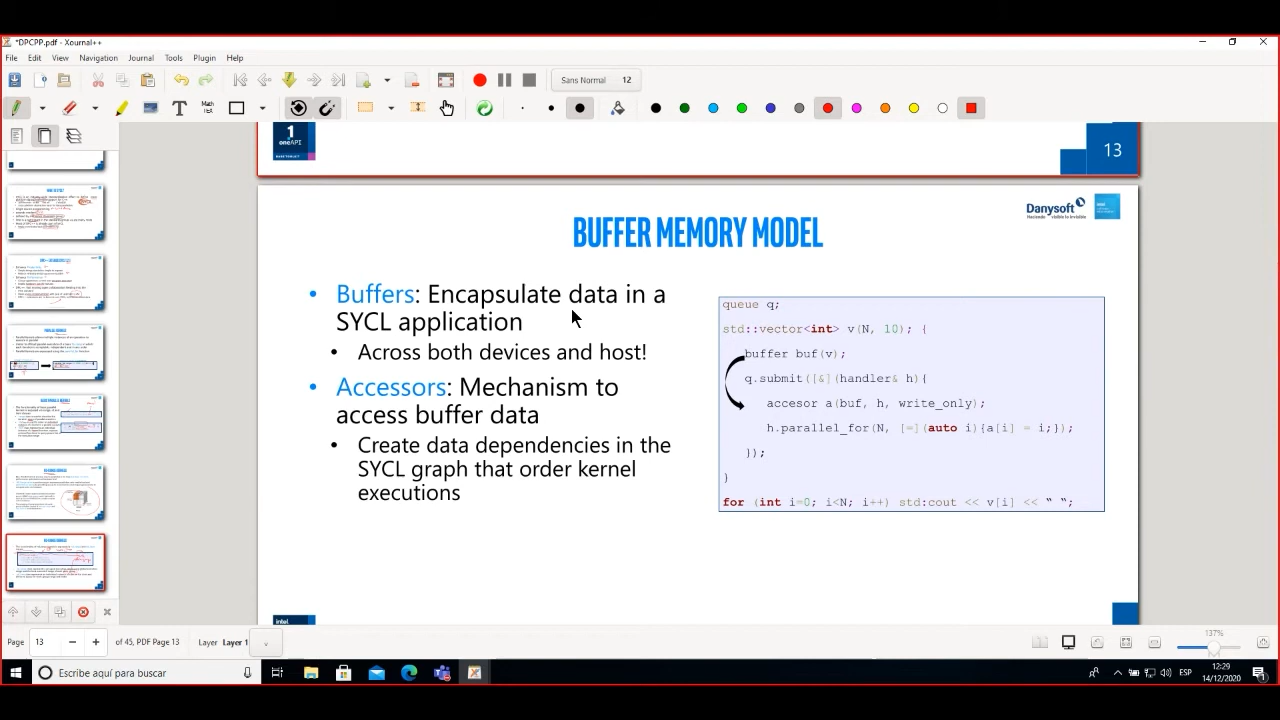 *DPCPP.pdf - Xournal++
File Edit View Navigation Journal Tools Plugin Help
Sans Normal 12
1
oneAPI
13
Danysoft
BUFFER MEMORY MODEL
• Buffers: Encapsulate data in a
SYCL application
• Across both devices and host!
• Accessors: Mechanism to
access buffer data
• Create data dependencies in the
SYCL graph that order kernel
executions
queue q;
std::vector<int> v(N, 10); {
buffer buf(v);
q.submit([&](handler& h){
accesor a(buf, h, write_only);
h.parallel_for(N, [=](auto i){a[i] = i;});
});
}
for (int i=0; i<N; i++) std:cout << v[i] << “ “;
intel
Page 13 of 45, PDF Page 13 Layer Layer 1
137%
Escribe aquí para buscar
ESP
12:29
14/12/2020
1